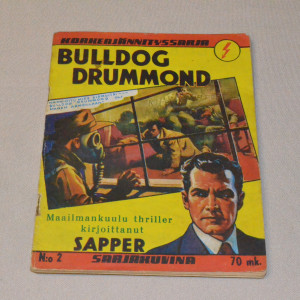 KORKEAJÄNNITYSSARJA
BULLDOG
DRUMMOND
Maailmankuulu thriller
kirjoittanut
SAPPER
N:o 2
SARJAKUVINA
70 mk.